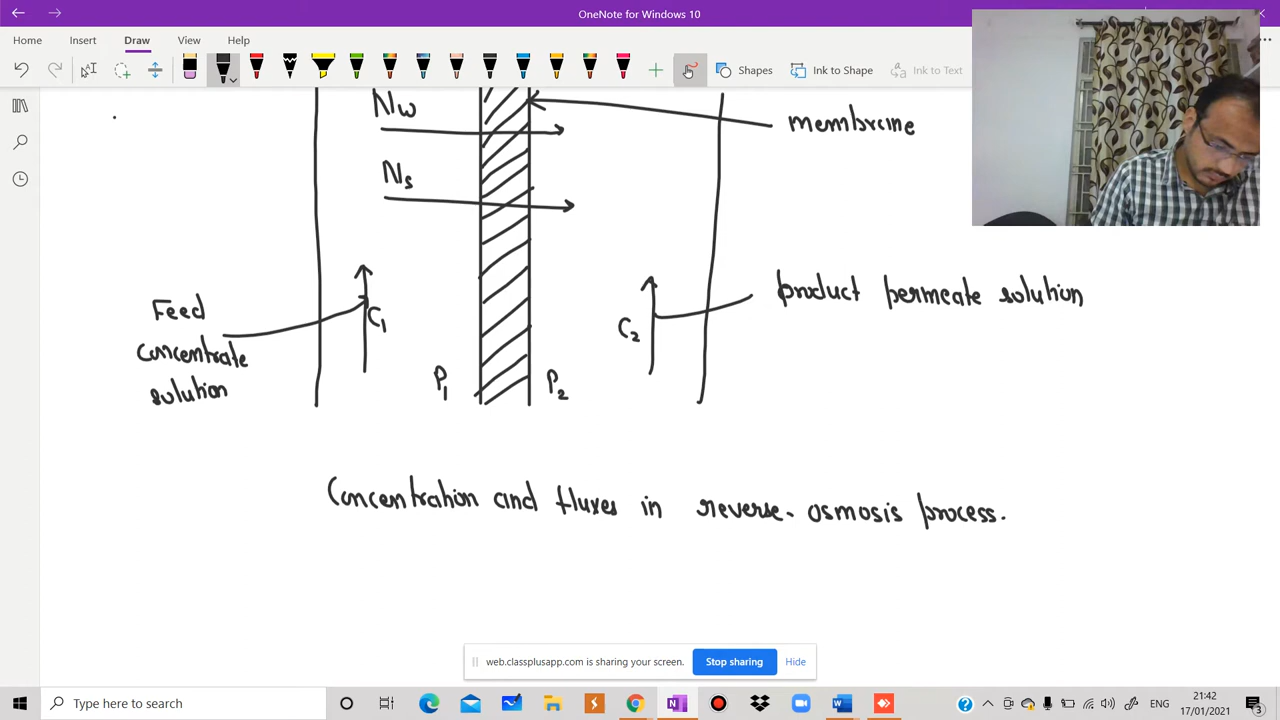 OneNote for Windows 10
Home Insert Draw View Help
Shapes Ink to Shape Ink to Text
Nw
membrane
Ns
Feed
concentrate
solution
C1
C2
product permeate solution
P1 P2
Concentration and fluxes in reverse-osmosis process.
web.classplusapp.com is sharing your screen. Stop sharing Hide
Type here to search
ENG
21:42
17/01/2021
3